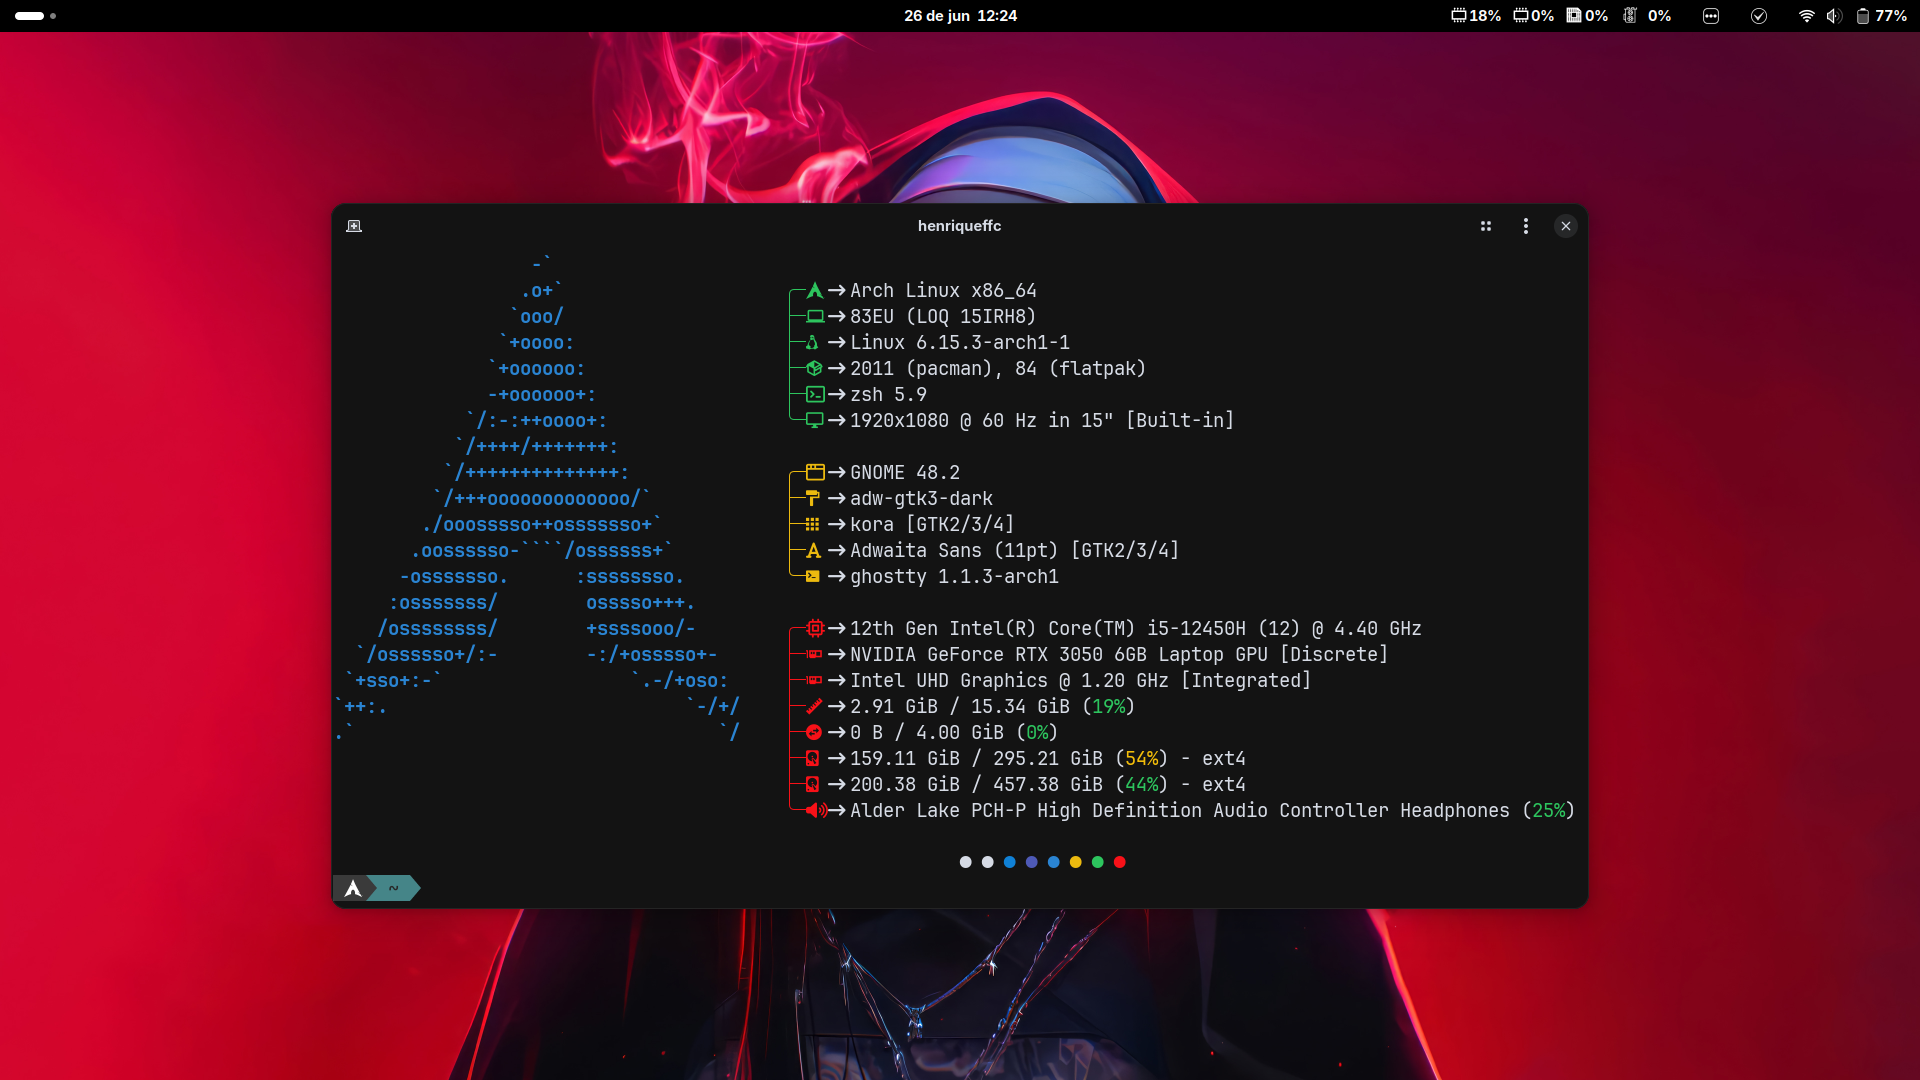 26 de jun 12:24
18% 0% 0% 0% 77%
henriqueffc
-`
.o+`
`ooo/
`+oooo:
`+oooooo:
-+oooooo+:
`/:-:++oooo+:
`/++++/+++++++:
`/++++++++++++++:
`/+++ooooooooooooo/`
./ooosssso++osssssso+`
.oossssso-````/ossssss+`
-osssssso. :ssssssso.
:osssssss/ osssso+++.
/ossssssss/ +ssssooo/-
`/ossssso+/:- -:/+osssso+-
`+sso+:-` `.-/+oso:
`++:. `-/+/
.` `/
Arch Linux x86_64
83EU (LOQ 15IRH8)
Linux 6.15.3-arch1-1
2011 (pacman), 84 (flatpak)
zsh 5.9
1920x1080 @ 60 Hz in 15" [Built-in]
GNOME 48.2
adw-gtk3-dark
kora [GTK2/3/4]
Adwaita Sans (11pt) [GTK2/3/4]
ghostty 1.1.3-arch1
12th Gen Intel(R) Core(TM) i5-12450H (12) @ 4.40 GHz
NVIDIA GeForce RTX 3050 6GB Laptop GPU [Discrete]
Intel UHD Graphics @ 1.20 GHz [Integrated]
2.91 GiB / 15.34 GiB (19%)
0 B / 4.00 GiB (0%)
159.11 GiB / 295.21 GiB (54%) - ext4
200.38 GiB / 457.38 GiB (44%) - ext4
Alder Lake PCH-P High Definition Audio Controller Headphones (25%)
~